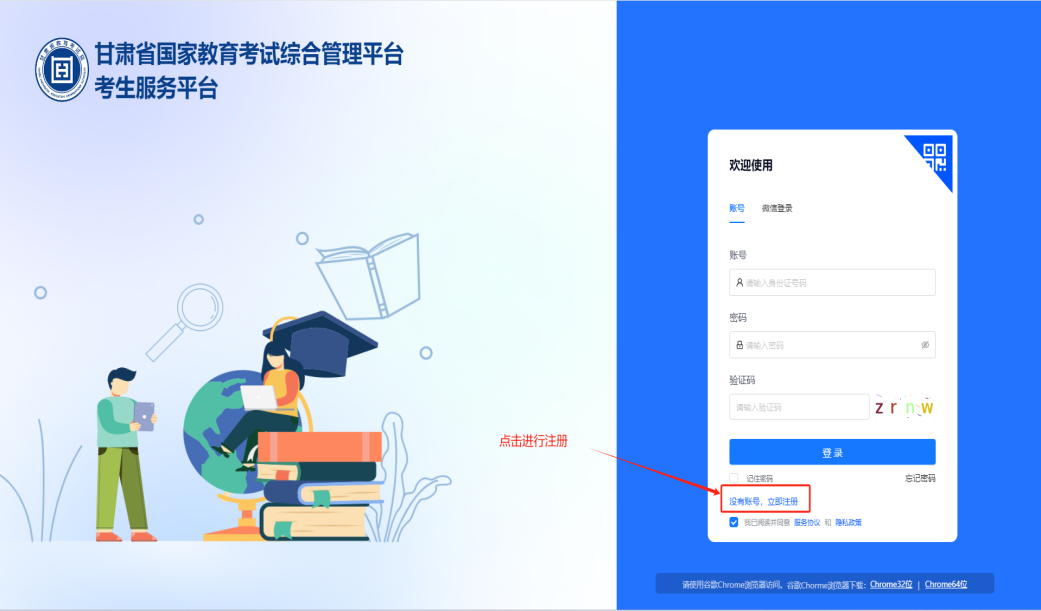 甘肃省国家教育考试综合管理平台
考生服务平台
欢迎使用
账号 微信登录
账号
请输入身份证号码
密码
请输入密码
验证码
请输入验证码 z r n w
登 录
点击进行注册
记住密码 忘记密码
没有账号，立即注册
我已阅读并同意 服务协议 和 隐私政策
请使用谷歌Chrome浏览器访问。谷歌Chorme浏览器下载： Chrome32位 | Chrome64位